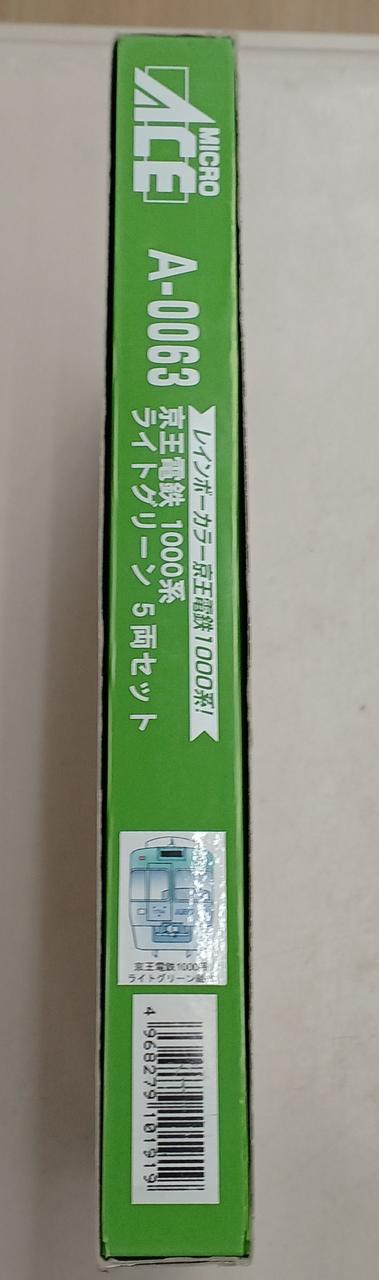 MICRO
ACE
A-0063
レインボーカラー京王電鉄1000系!
京王電鉄 1000系
ライトグリーン 5両セット
京王電鉄1000系
ライトグリーン
4 968279 101919